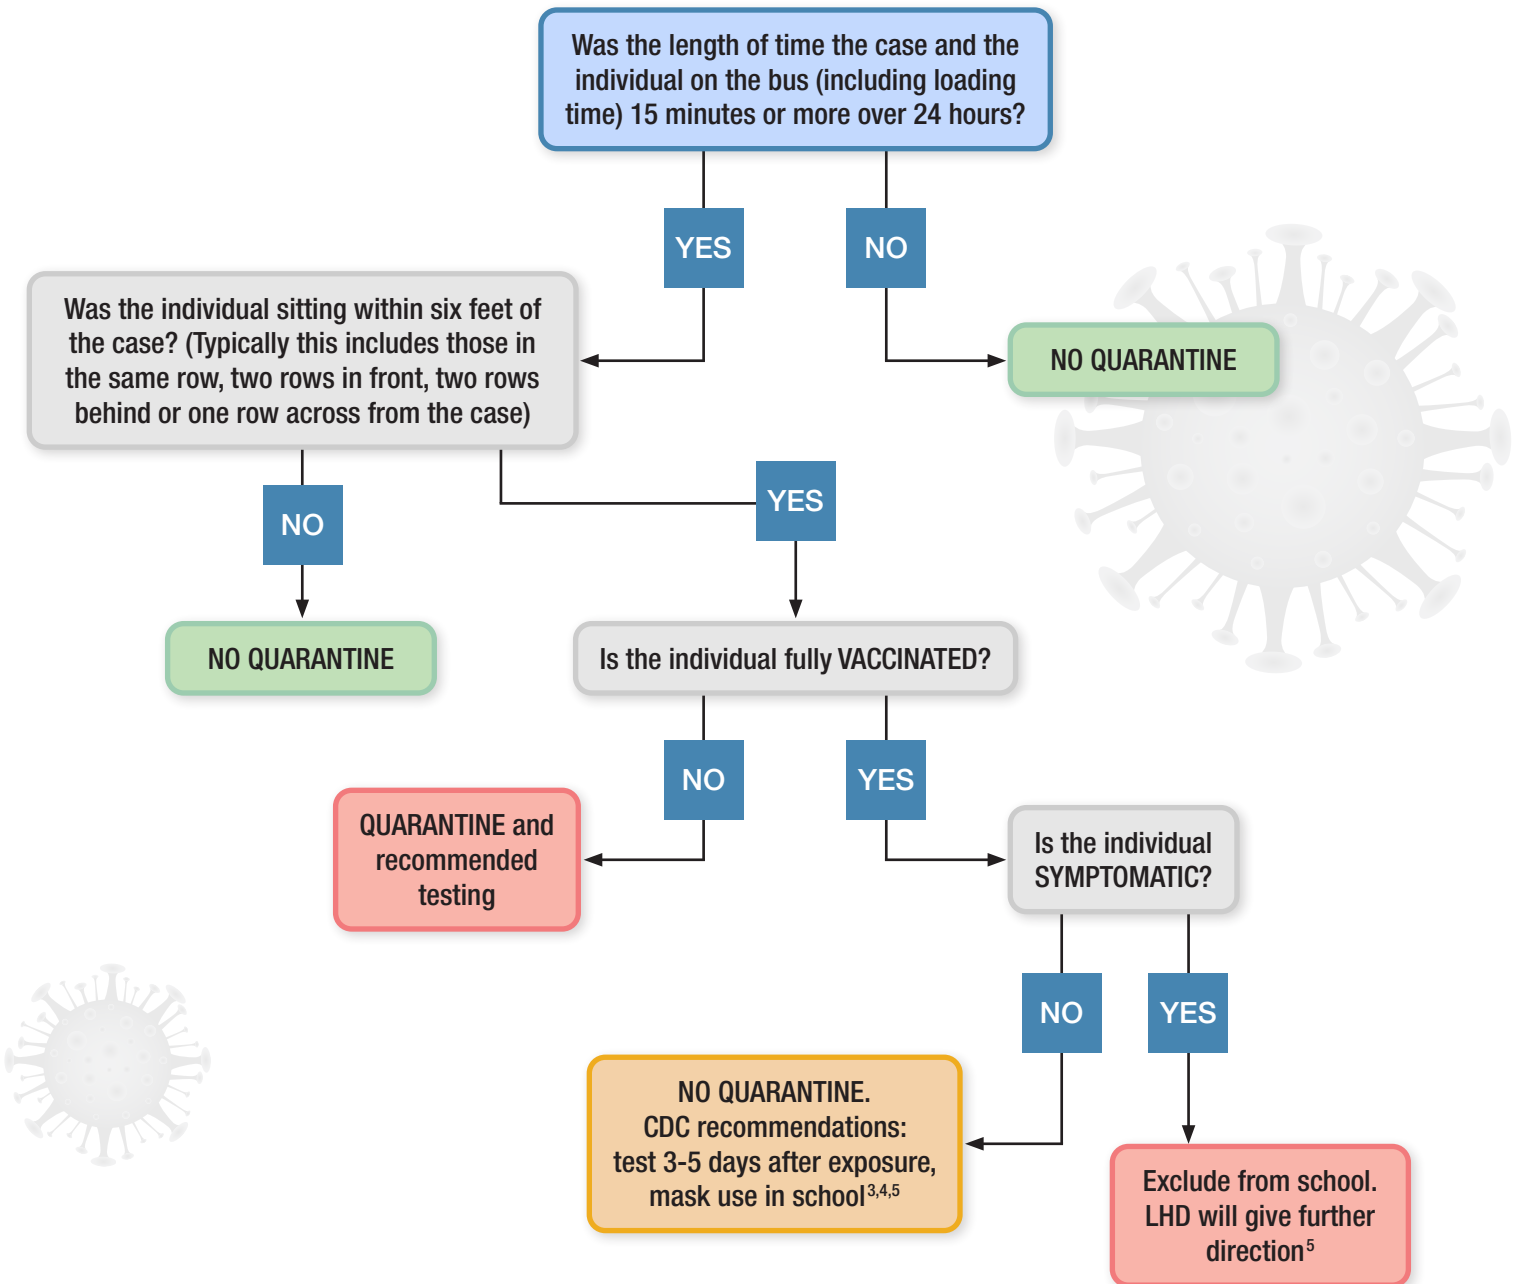 Was the length of time the case and the
individual on the bus (including loading
time) 15 minutes or more over 24 hours?
YES
NO
Was the individual sitting within six feet of
the case? (Typically this includes those in
the same row, two rows in front, two rows
behind or one row across from the case)
NO QUARANTINE
NO
YES
NO QUARANTINE
Is the individual fully VACCINATED?
NO
YES
QUARANTINE and
recommended
testing
Is the individual
SYMPTOMATIC?
NO
YES
NO QUARANTINE.
CDC recommendations:
test 3-5 days after exposure,
mask use in school3,4,5
Exclude from school.
LHD will give further
direction5